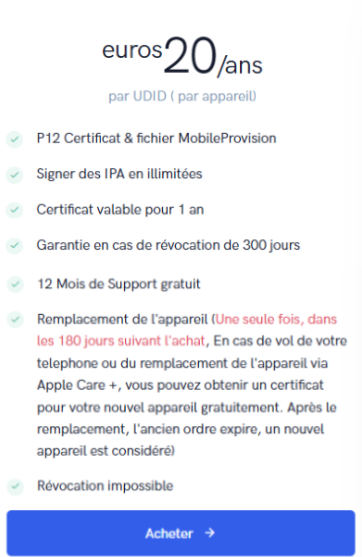 euros20/ans
par UDID ( par appareil)
P12 Certificat & fichier MobileProvision
Signer des IPA en illimitées
Certificat valable pour 1 an
Garantie en cas de révocation de 300 jours
12 Mois de Support gratuit
Remplacement de l'appareil (Une seule fois, dans
les 180 jours suivant l'achat, En cas de vol de votre
telephone ou du remplacement de l'appareil via
Apple Care +, vous pouvez obtenir un certificat
pour votre nouvel appareil gratuitement. Après le
remplacement, l'ancien ordre expire, un nouvel
appareil est considéré)
Révocation impossible
Acheter →